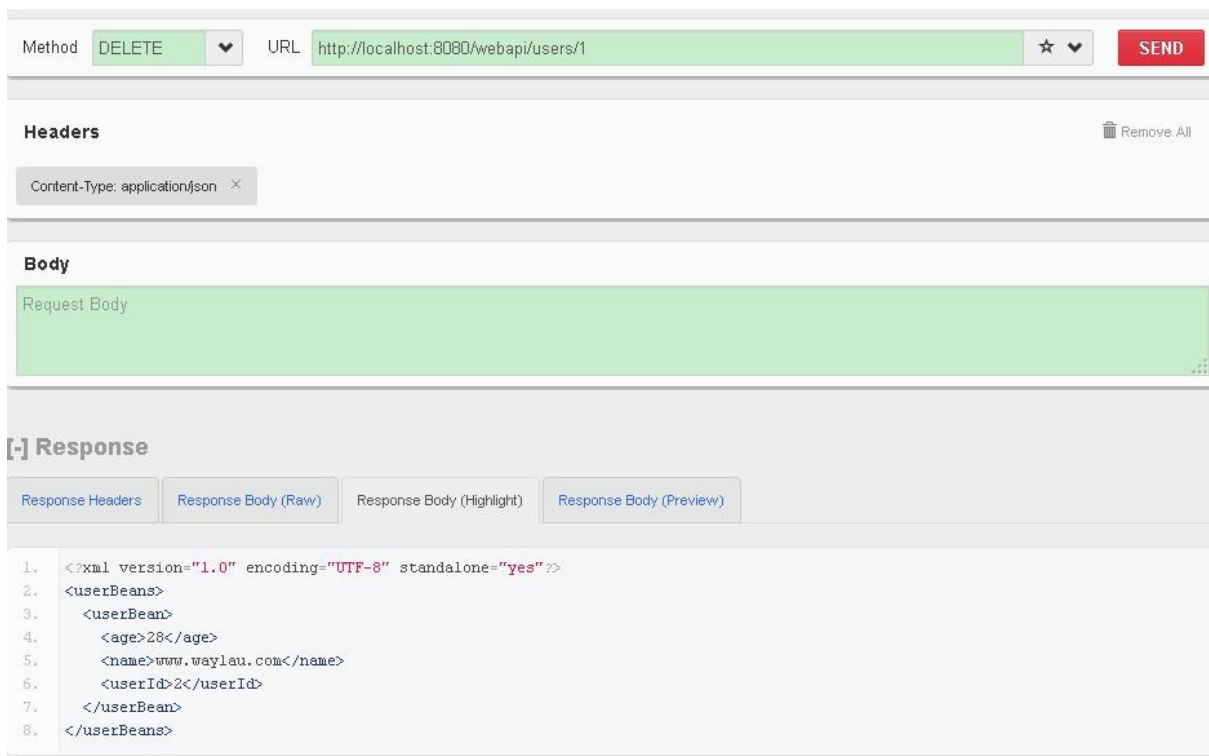 Method DELETE URL http://localhost:8080/webapi/users/1 SEND
Headers Remove All
Content-Type: application/json ×
Body
Request Body
[-] Response
Response Headers Response Body (Raw) Response Body (Highlight) Response Body (Preview)
1. <?xml version="1.0" encoding="UTF-8" standalone="yes"?>
2. <userBeans>
3. <userBean>
4. <age>28</age>
5. <name>www.waylau.com</name>
6. <userId>2</userId>
7. </userBean>
8. </userBeans>